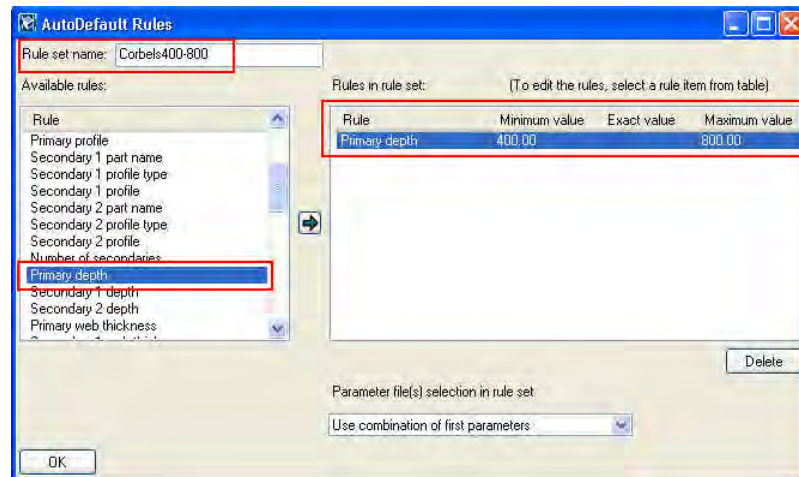 AutoDefault Rules
Rule set name: Corbels400-800
Available rules:
Rules in rule set: (To edit the rules, select a rule item from table)
Rule
Primary profile
Secondary 1 part name
Secondary 1 profile type
Secondary 1 profile
Secondary 2 part name
Secondary 2 profile type
Secondary 2 profile
Number of secondaries
Primary depth
Secondary 1 depth
Secondary 2 depth
Primary web thickness
Rule Minimum value Exact value Maximum value
Primary depth 400.00 800.00
Delete
Parameter file(s) selection in rule set
Use combination of first parameters
OK